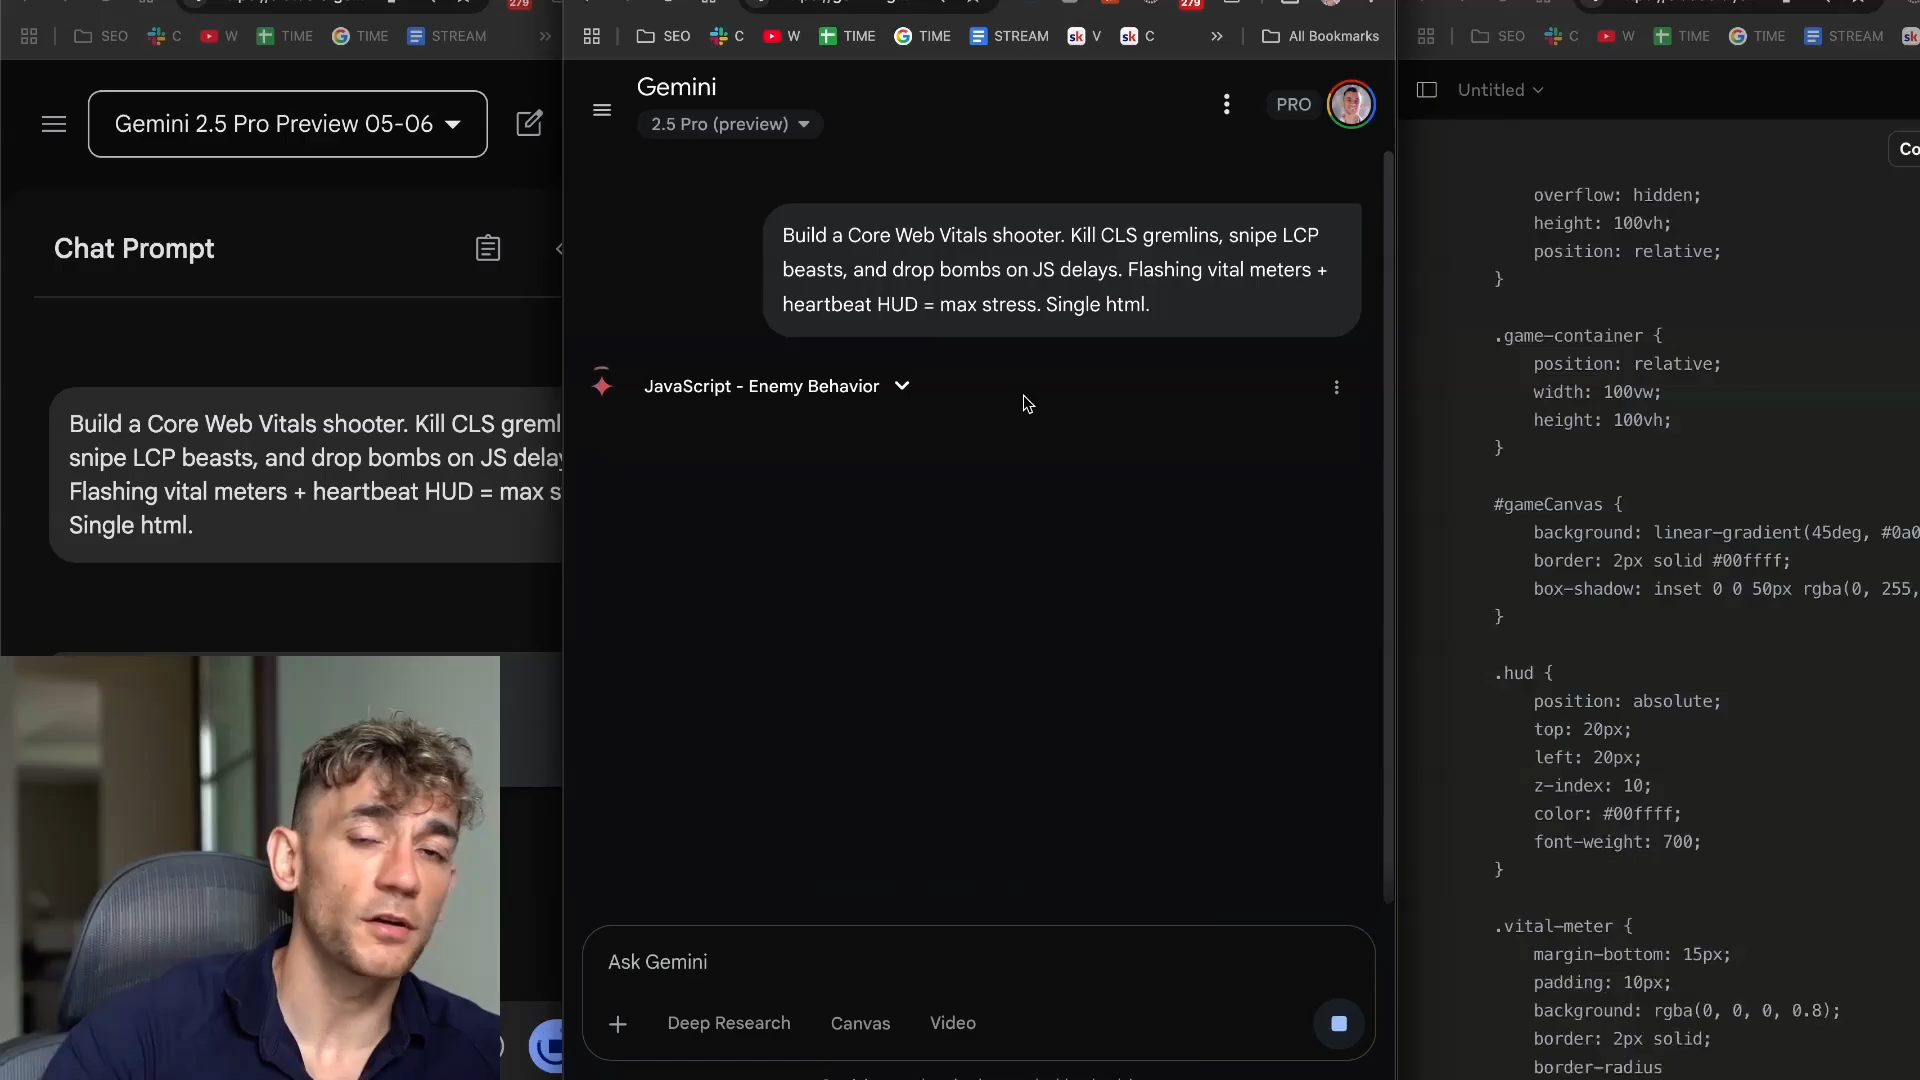 279
SEO
C
W
TIME
TIME
STREAM
Gemini 2.5 Pro Preview 05-06
Chat Prompt
Build a Core Web Vitals shooter. Kill CLS greml
snipe LCP beasts, and drop bombs on JS delay
Flashing vital meters + heartbeat HUD = max s
Single html.
279
SEO
C
W
TIME
TIME
STREAM
sk V
sk C
All Bookmarks
Gemini
2.5 Pro (preview)
PRO
Build a Core Web Vitals shooter. Kill CLS gremlins, snipe LCP
beasts, and drop bombs on JS delays. Flashing vital meters +
heartbeat HUD = max stress. Single html.
JavaScript - Enemy Behavior
Ask Gemini
Deep Research
Canvas
Video
SEO
C
W
TIME
TIME
STREAM
sk
Untitled
Co
overflow: hidden;
height: 100vh;
position: relative;
}
.game-container {
position: relative;
width: 100vw;
height: 100vh;
}
#gameCanvas {
background: linear-gradient(45deg, #0a0
border: 2px solid #00ffff;
box-shadow: inset 0 0 50px rgba(0, 255,
}
.hud {
position: absolute;
top: 20px;
left: 20px;
z-index: 10;
color: #00ffff;
font-weight: 700;
}
.vital-meter {
margin-bottom: 15px;
padding: 10px;
background: rgba(0, 0, 0, 0.8);
border: 2px solid;
border-radius